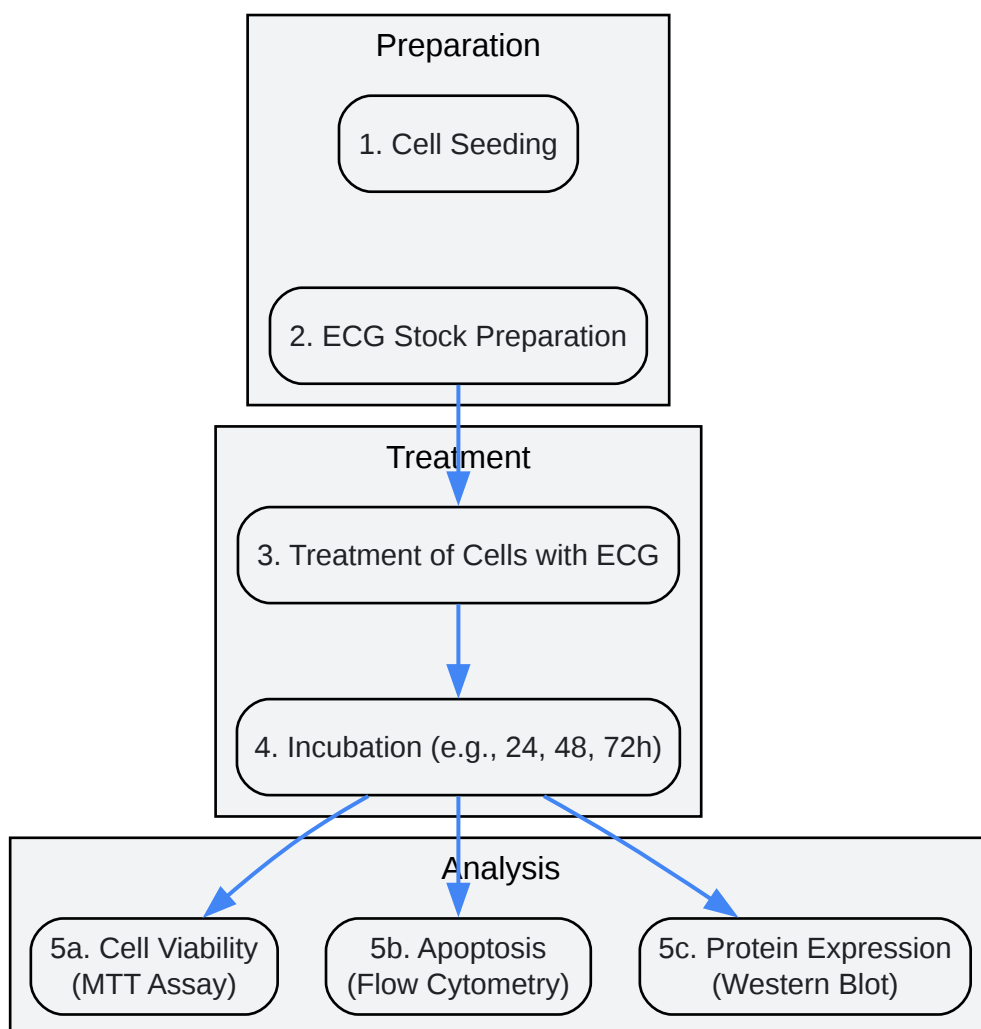 Preparation
1. Cell Seeding
2. ECG Stock Preparation
Treatment
3. Treatment of Cells with ECG
4. Incubation (e.g., 24, 48, 72h)
Analysis
5a. Cell Viability
(MTT Assay)
5b. Apoptosis
(Flow Cytometry)
5c. Protein Expression
(Western Blot)